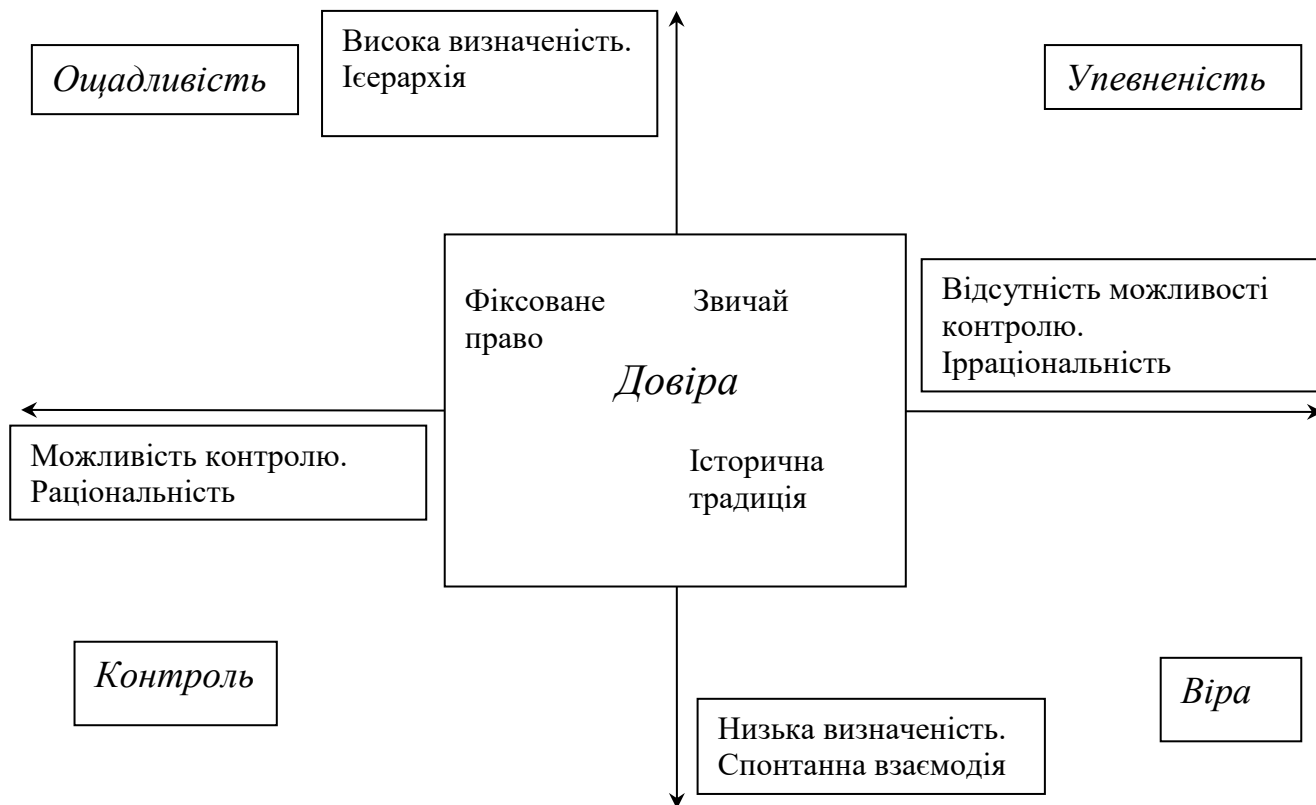 Ощадливість
Висока визначеність.
Ієерархія
Упевненість
Фіксоване
право
Звичай
Довіра
Історична
традиція
Відсутність можливості
контролю.
Ірраціональність
Можливість контролю.
Раціональність
Контроль
Низька визначеність.
Спонтанна взаємодія
Віра